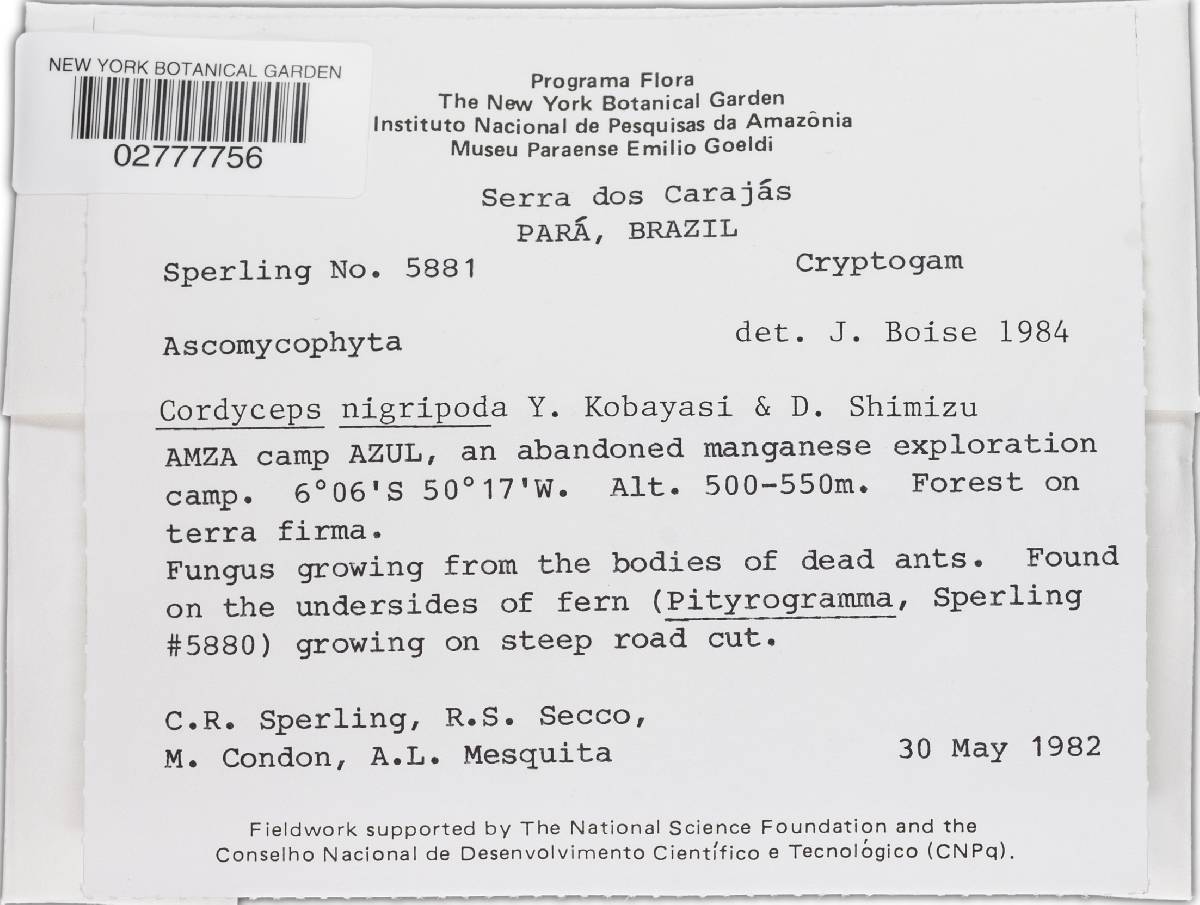 NEW YORK BOTANICAL GARDEN
02777756
Programa Flora
The New York Botanical Garden
Instituto Nacional de Pesquisas da Amazônia
Museu Paraense Emilio Goeldi
Serra dos Carajás
PARÁ, BRAZIL
Sperling No. 5881 Cryptogam
Ascomycophyta det. J. Boise 1984
Cordyceps nigripoda Y. Kobayasi & D. Shimizu
AMZA camp AZUL, an abandoned manganese exploration
camp. 6°06'S 50°17'W. Alt. 500-550m. Forest on
terra firma.
Fungus growing from the bodies of dead ants. Found
on the undersides of fern (Pityrogramma, Sperling
#5880) growing on steep road cut.
C.R. Sperling, R.S. Secco,
M. Condon, A.L. Mesquita 30 May 1982
Fieldwork supported by The National Science Foundation and the
Conselho Nacional de Desenvolvimento Científico e Tecnológico (CNPq).